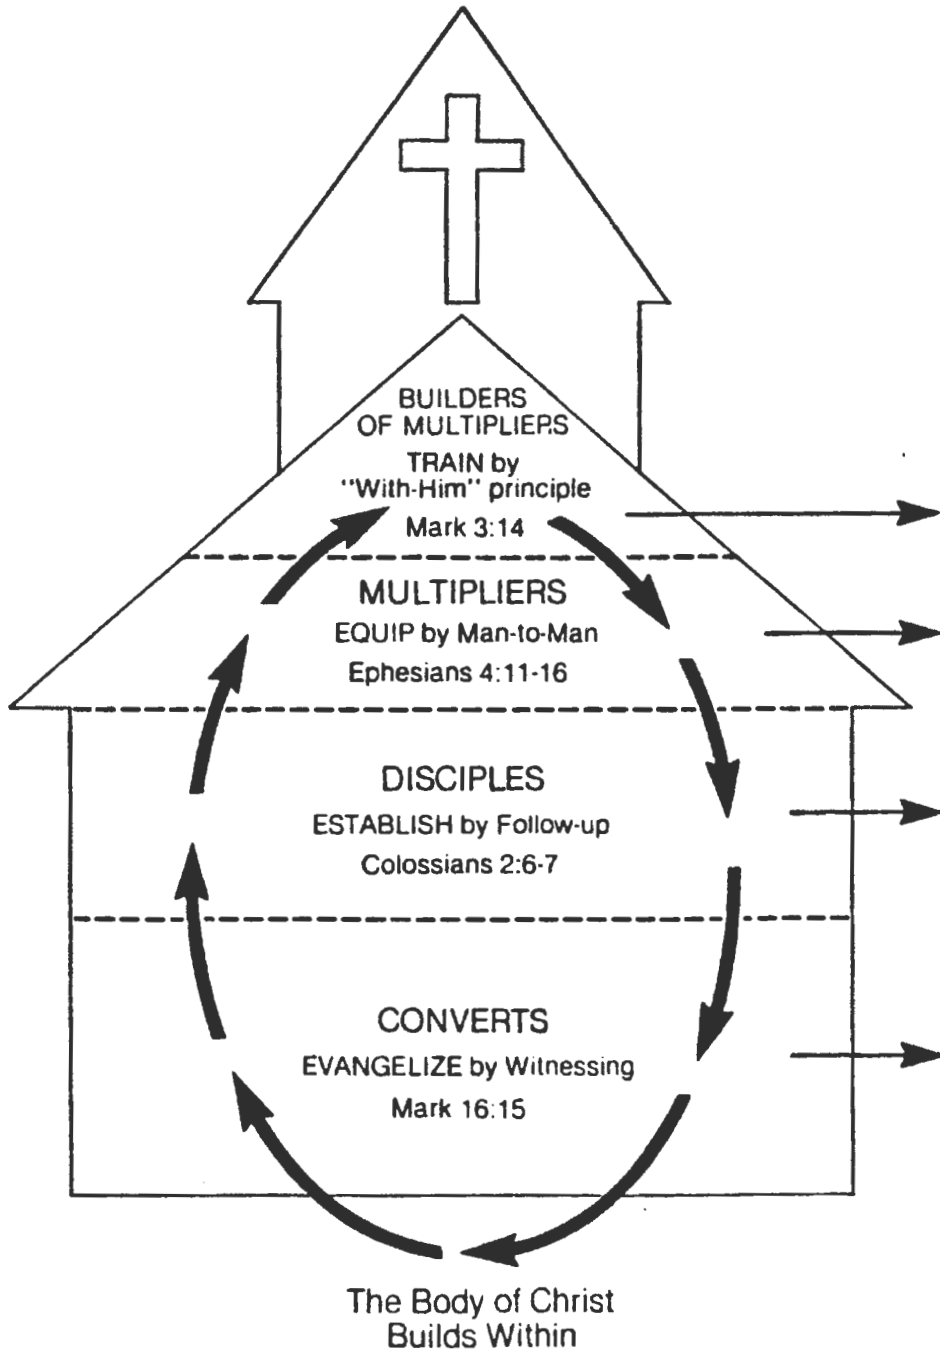 BUILDERS
OF MULTIPLIERS
TRAIN by
"With-Him" principle
Mark 3:14
MULTIPLIERS
EQUIP by Man-to-Man
Ephesians 4:11-16
DISCIPLES
ESTABLISH by Follow-up
Colossians 2:6-7
CONVERTS
EVANGELIZE by Witnessing
Mark 16:15
The Body of Christ
Builds Within